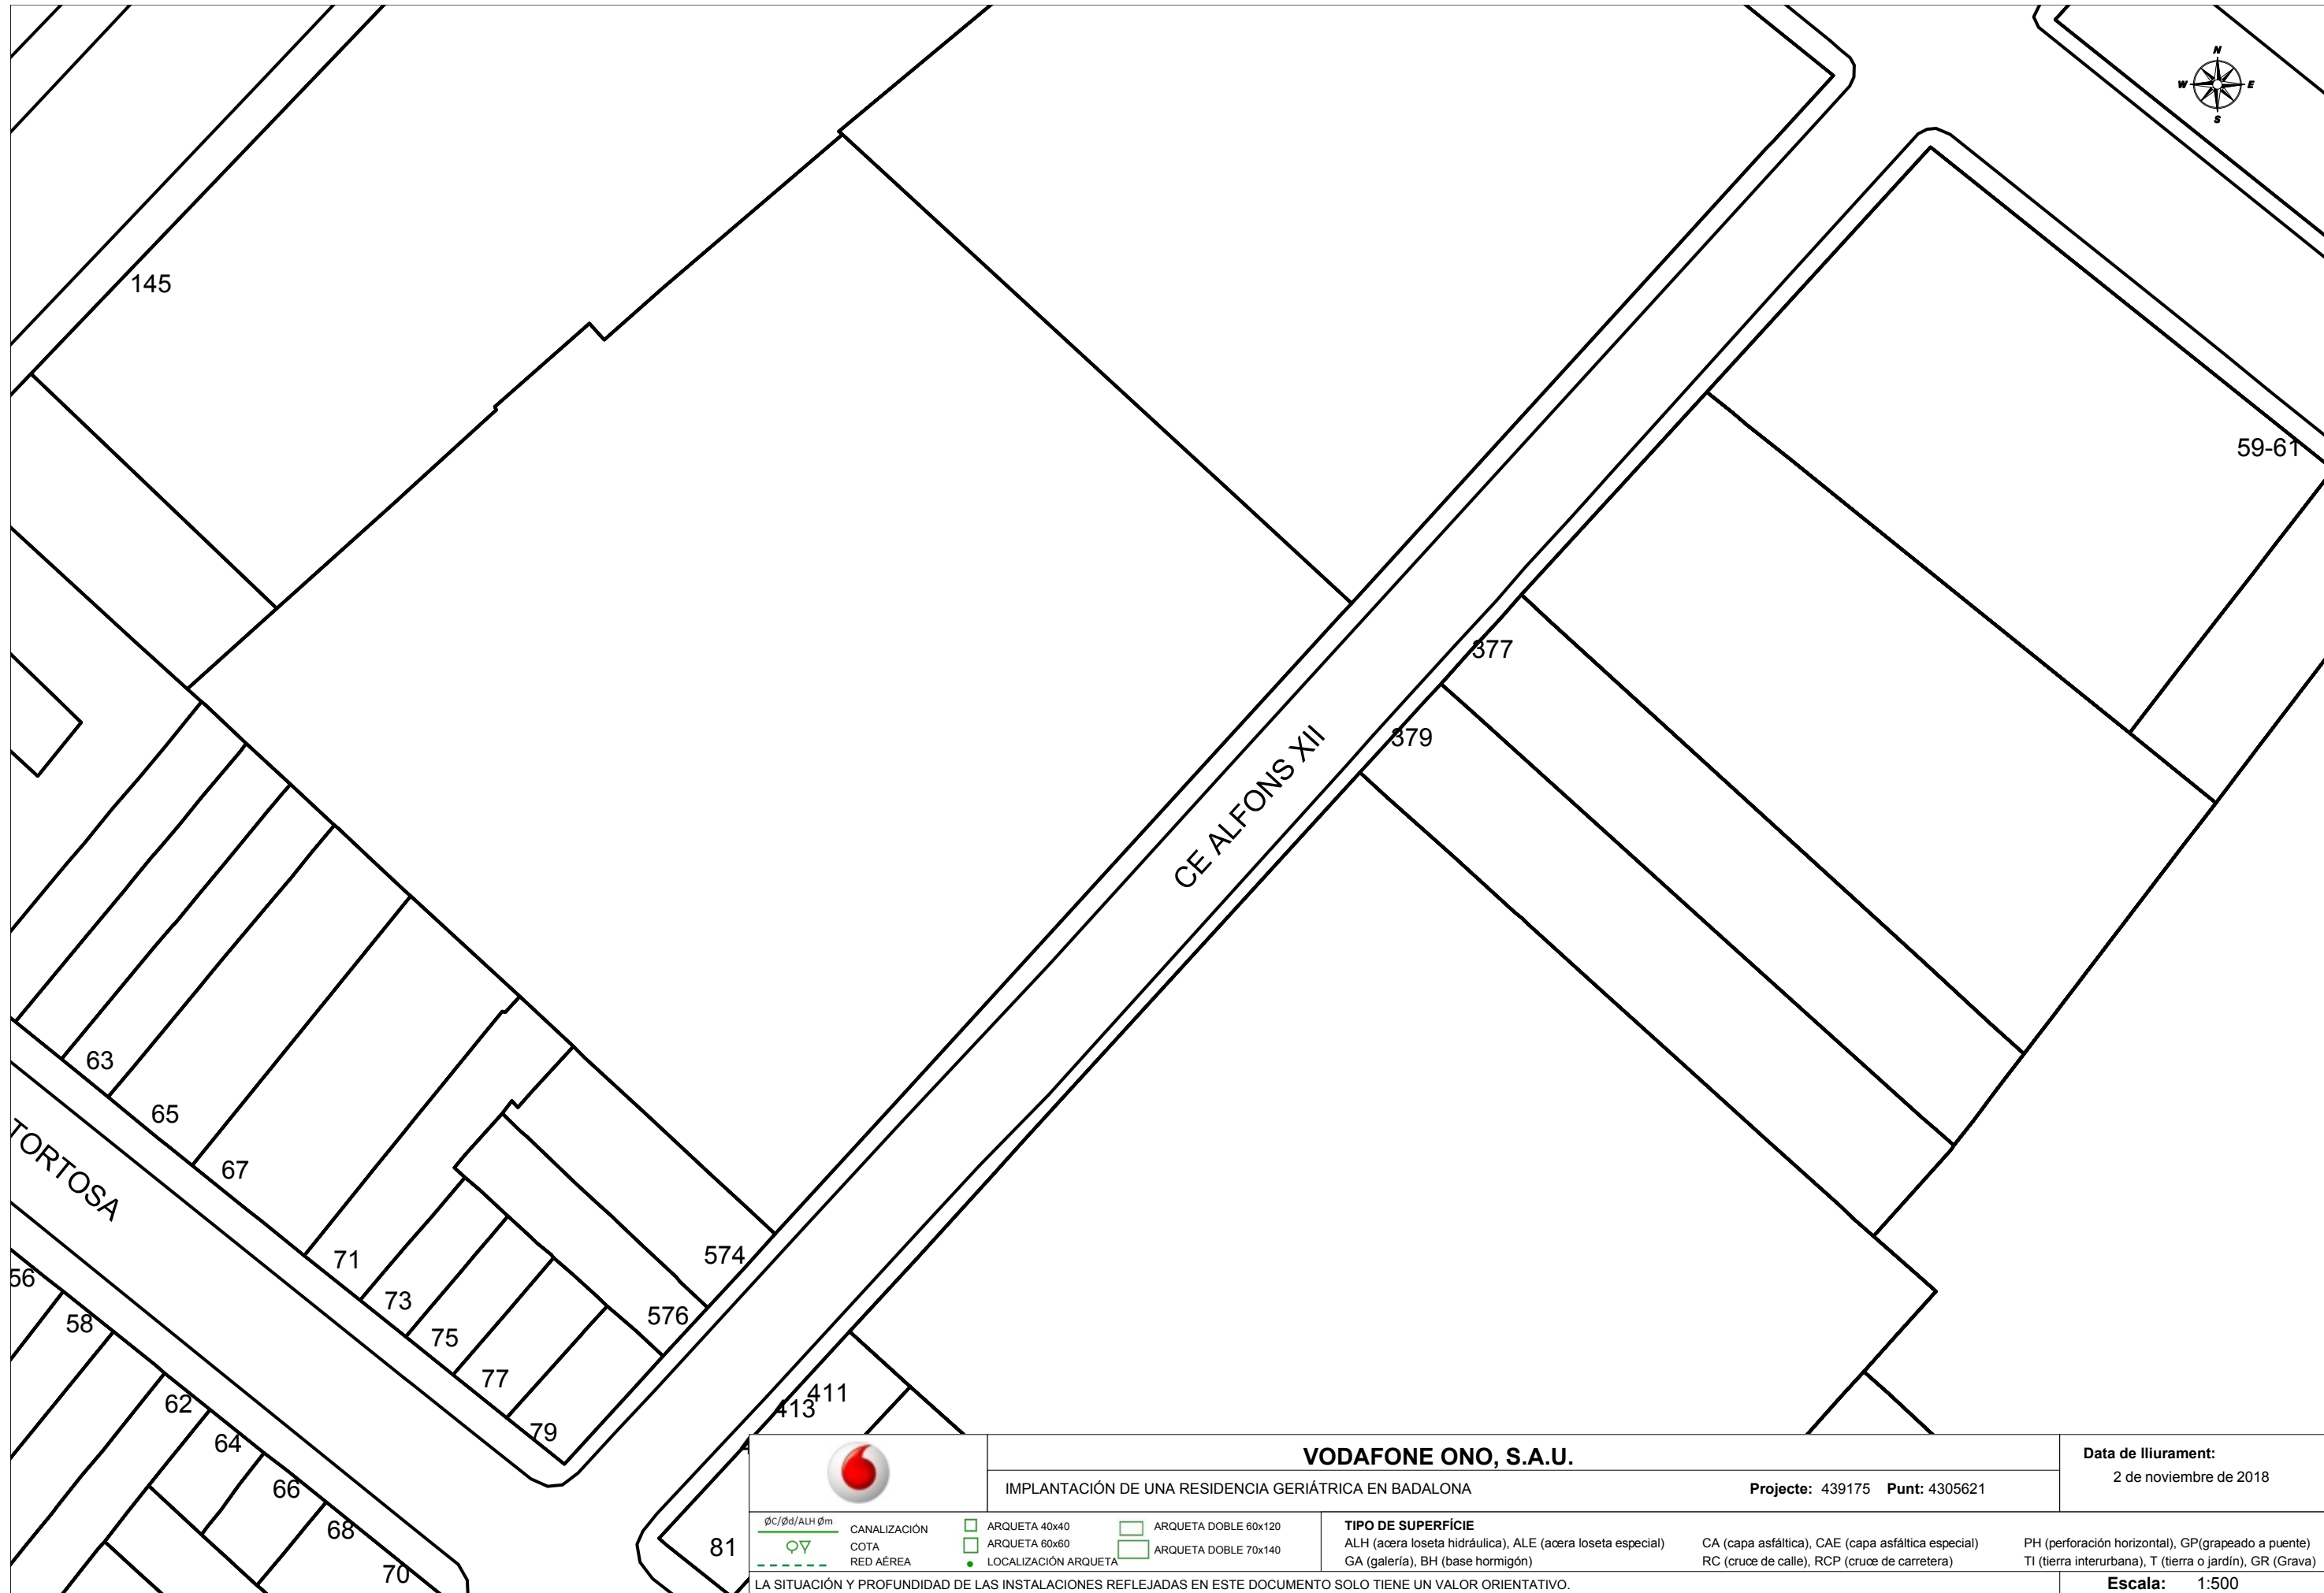 N
W E
S
145
59-61
377
379
CE ALFONS XII
63
65
67
TORTOSA
71
73
75
77
79
574
576
56
58
62
64
66
68
70
411
413
81
VODAFONE ONO, S.A.U.
IMPLANTACIÓN DE UNA RESIDENCIA GERIÁTRICA EN BADALONA
Projecte: 439175 Punt: 4305621
Data de lliurament:
2 de noviembre de 2018
ØC/Ød/ALH Øm CANALIZACIÓN
COTA
RED AÉREA
ARQUETA 40x40
ARQUETA 60x60
LOCALIZACIÓN ARQUETA
ARQUETA DOBLE 60x120
ARQUETA DOBLE 70x140
TIPO DE SUPERFÍCIE
ALH (acera loseta hidráulica), ALE (acera loseta especial)
GA (galería), BH (base hormigón)
CA (capa asfáltica), CAE (capa asfáltica especial)
RC (cruce de calle), RCP (cruce de carretera)
PH (perforación horizontal), GP(grapeado a puente)
TI (tierra interurbana), T (tierra o jardín), GR (Grava)
LA SITUACIÓN Y PROFUNDIDAD DE LAS INSTALACIONES REFLEJADAS EN ESTE DOCUMENTO SOLO TIENE UN VALOR ORIENTATIVO.
Escala: 1:500